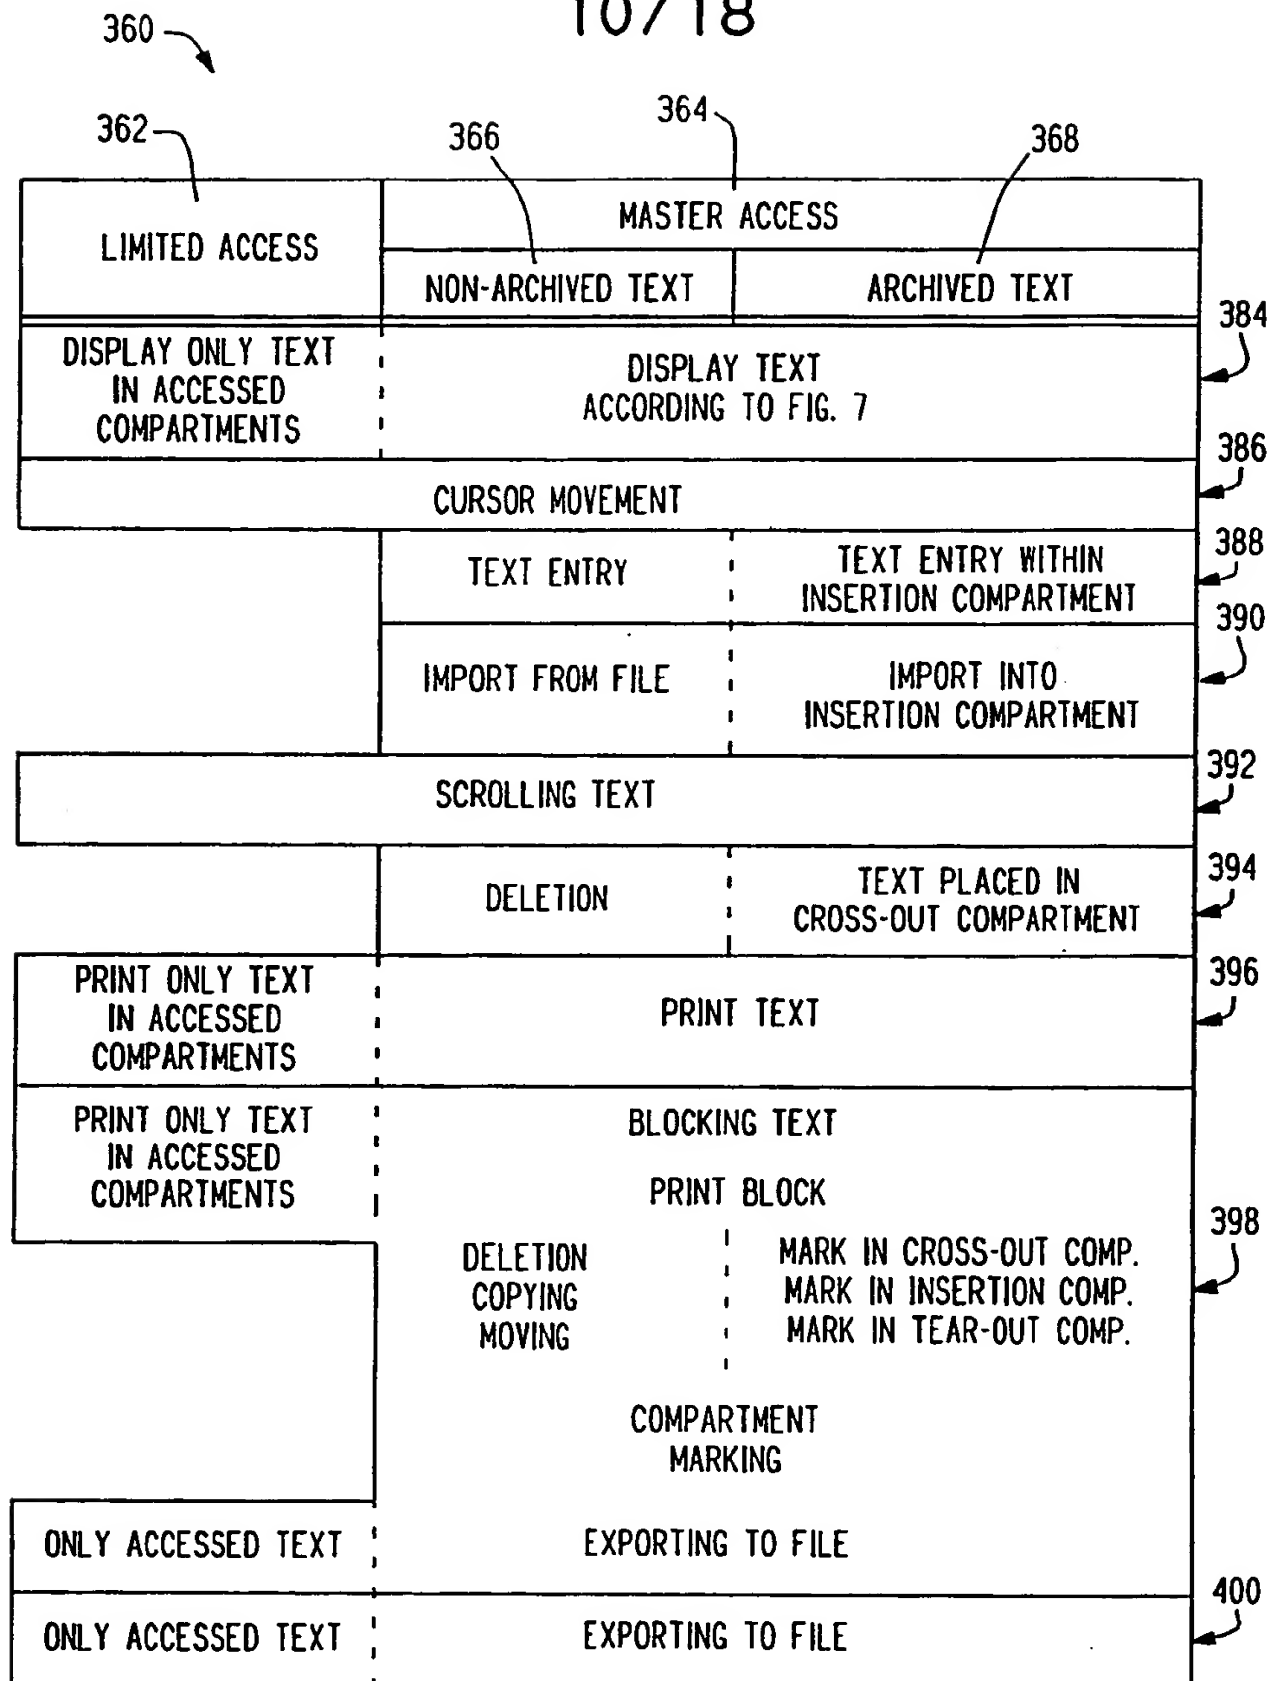 10/18
360
362
364
366
368
MASTER ACCESS
LIMITED ACCESS
NON-ARCHIVED TEXT
ARCHIVED TEXT
384
DISPLAY ONLY TEXT
IN ACCESSED
COMPARTMENTS
DISPLAY TEXT
ACCORDING TO FIG. 7
386
CURSOR MOVEMENT
388
TEXT ENTRY
TEXT ENTRY WITHIN
INSERTION COMPARTMENT
390
IMPORT FROM FILE
IMPORT INTO
INSERTION COMPARTMENT
392
SCROLLING TEXT
394
DELETION
TEXT PLACED IN
CROSS-OUT COMPARTMENT
396
PRINT ONLY TEXT
IN ACCESSED
COMPARTMENTS
PRINT TEXT
PRINT ONLY TEXT
IN ACCESSED
COMPARTMENTS
BLOCKING TEXT
PRINT BLOCK
398
DELETION
COPYING
MOVING
MARK IN CROSS-OUT COMP.
MARK IN INSERTION COMP.
MARK IN TEAR-OUT COMP.
COMPARTMENT
MARKING
ONLY ACCESSED TEXT
EXPORTING TO FILE
400
ONLY ACCESSED TEXT
EXPORTING TO FILE